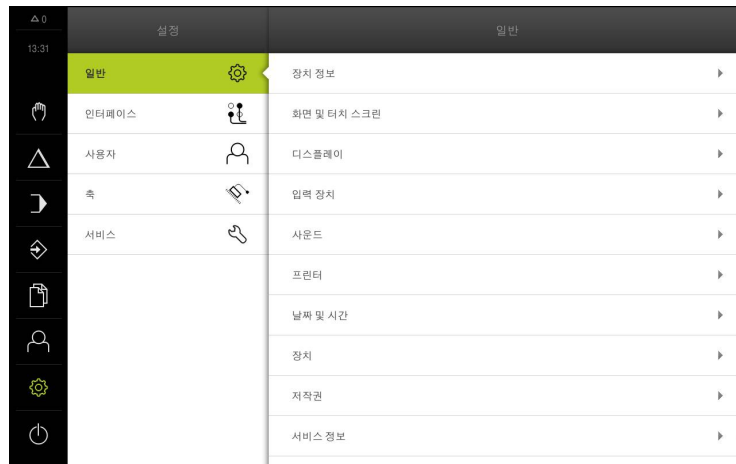 0
13:31
설정
일반
일반
인터페이스
사용자
축
서비스
장치 정보
화면 및 터치 스크린
디스플레이
입력 장치
사운드
프린터
날짜 및 시간
장치
저작권
서비스 정보